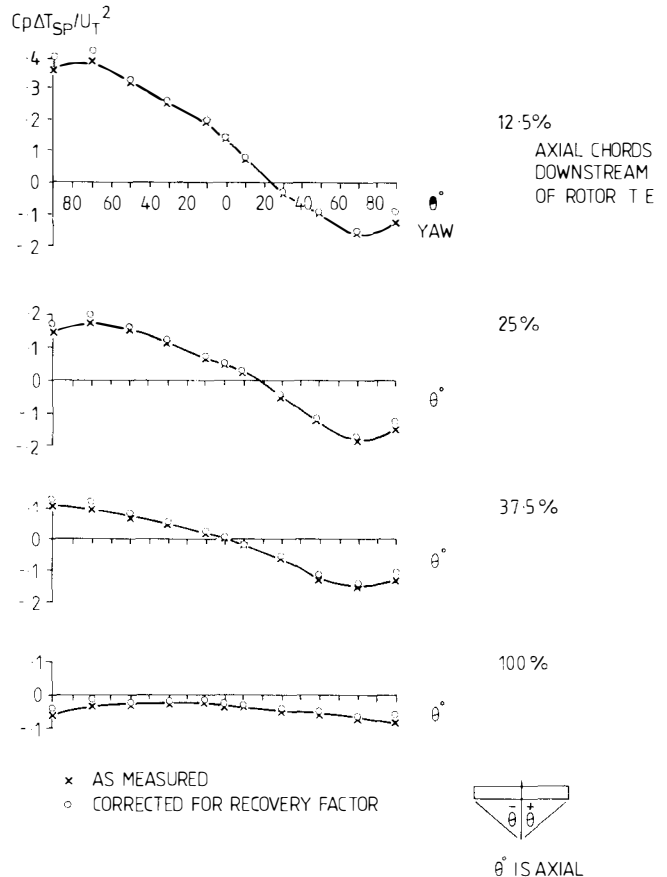 CpΔT_SP/U_T²
·4
·3
·2
·1
0
-·1
-·2
80 60 40 20 0 20 40 60 80 θ°
YAW
12·5%
AXIAL CHORDS
DOWNSTREAM
OF ROTOR T E
·2
·1
0
-·1
-·2
θ°
25%
·1
0
-·1
-·2
θ°
37·5%
·1
0
-·1
θ°
100%
× AS MEASURED
○ CORRECTED FOR RECOVERY FACTOR
θ̄ θ⁺
θ° IS AXIAL